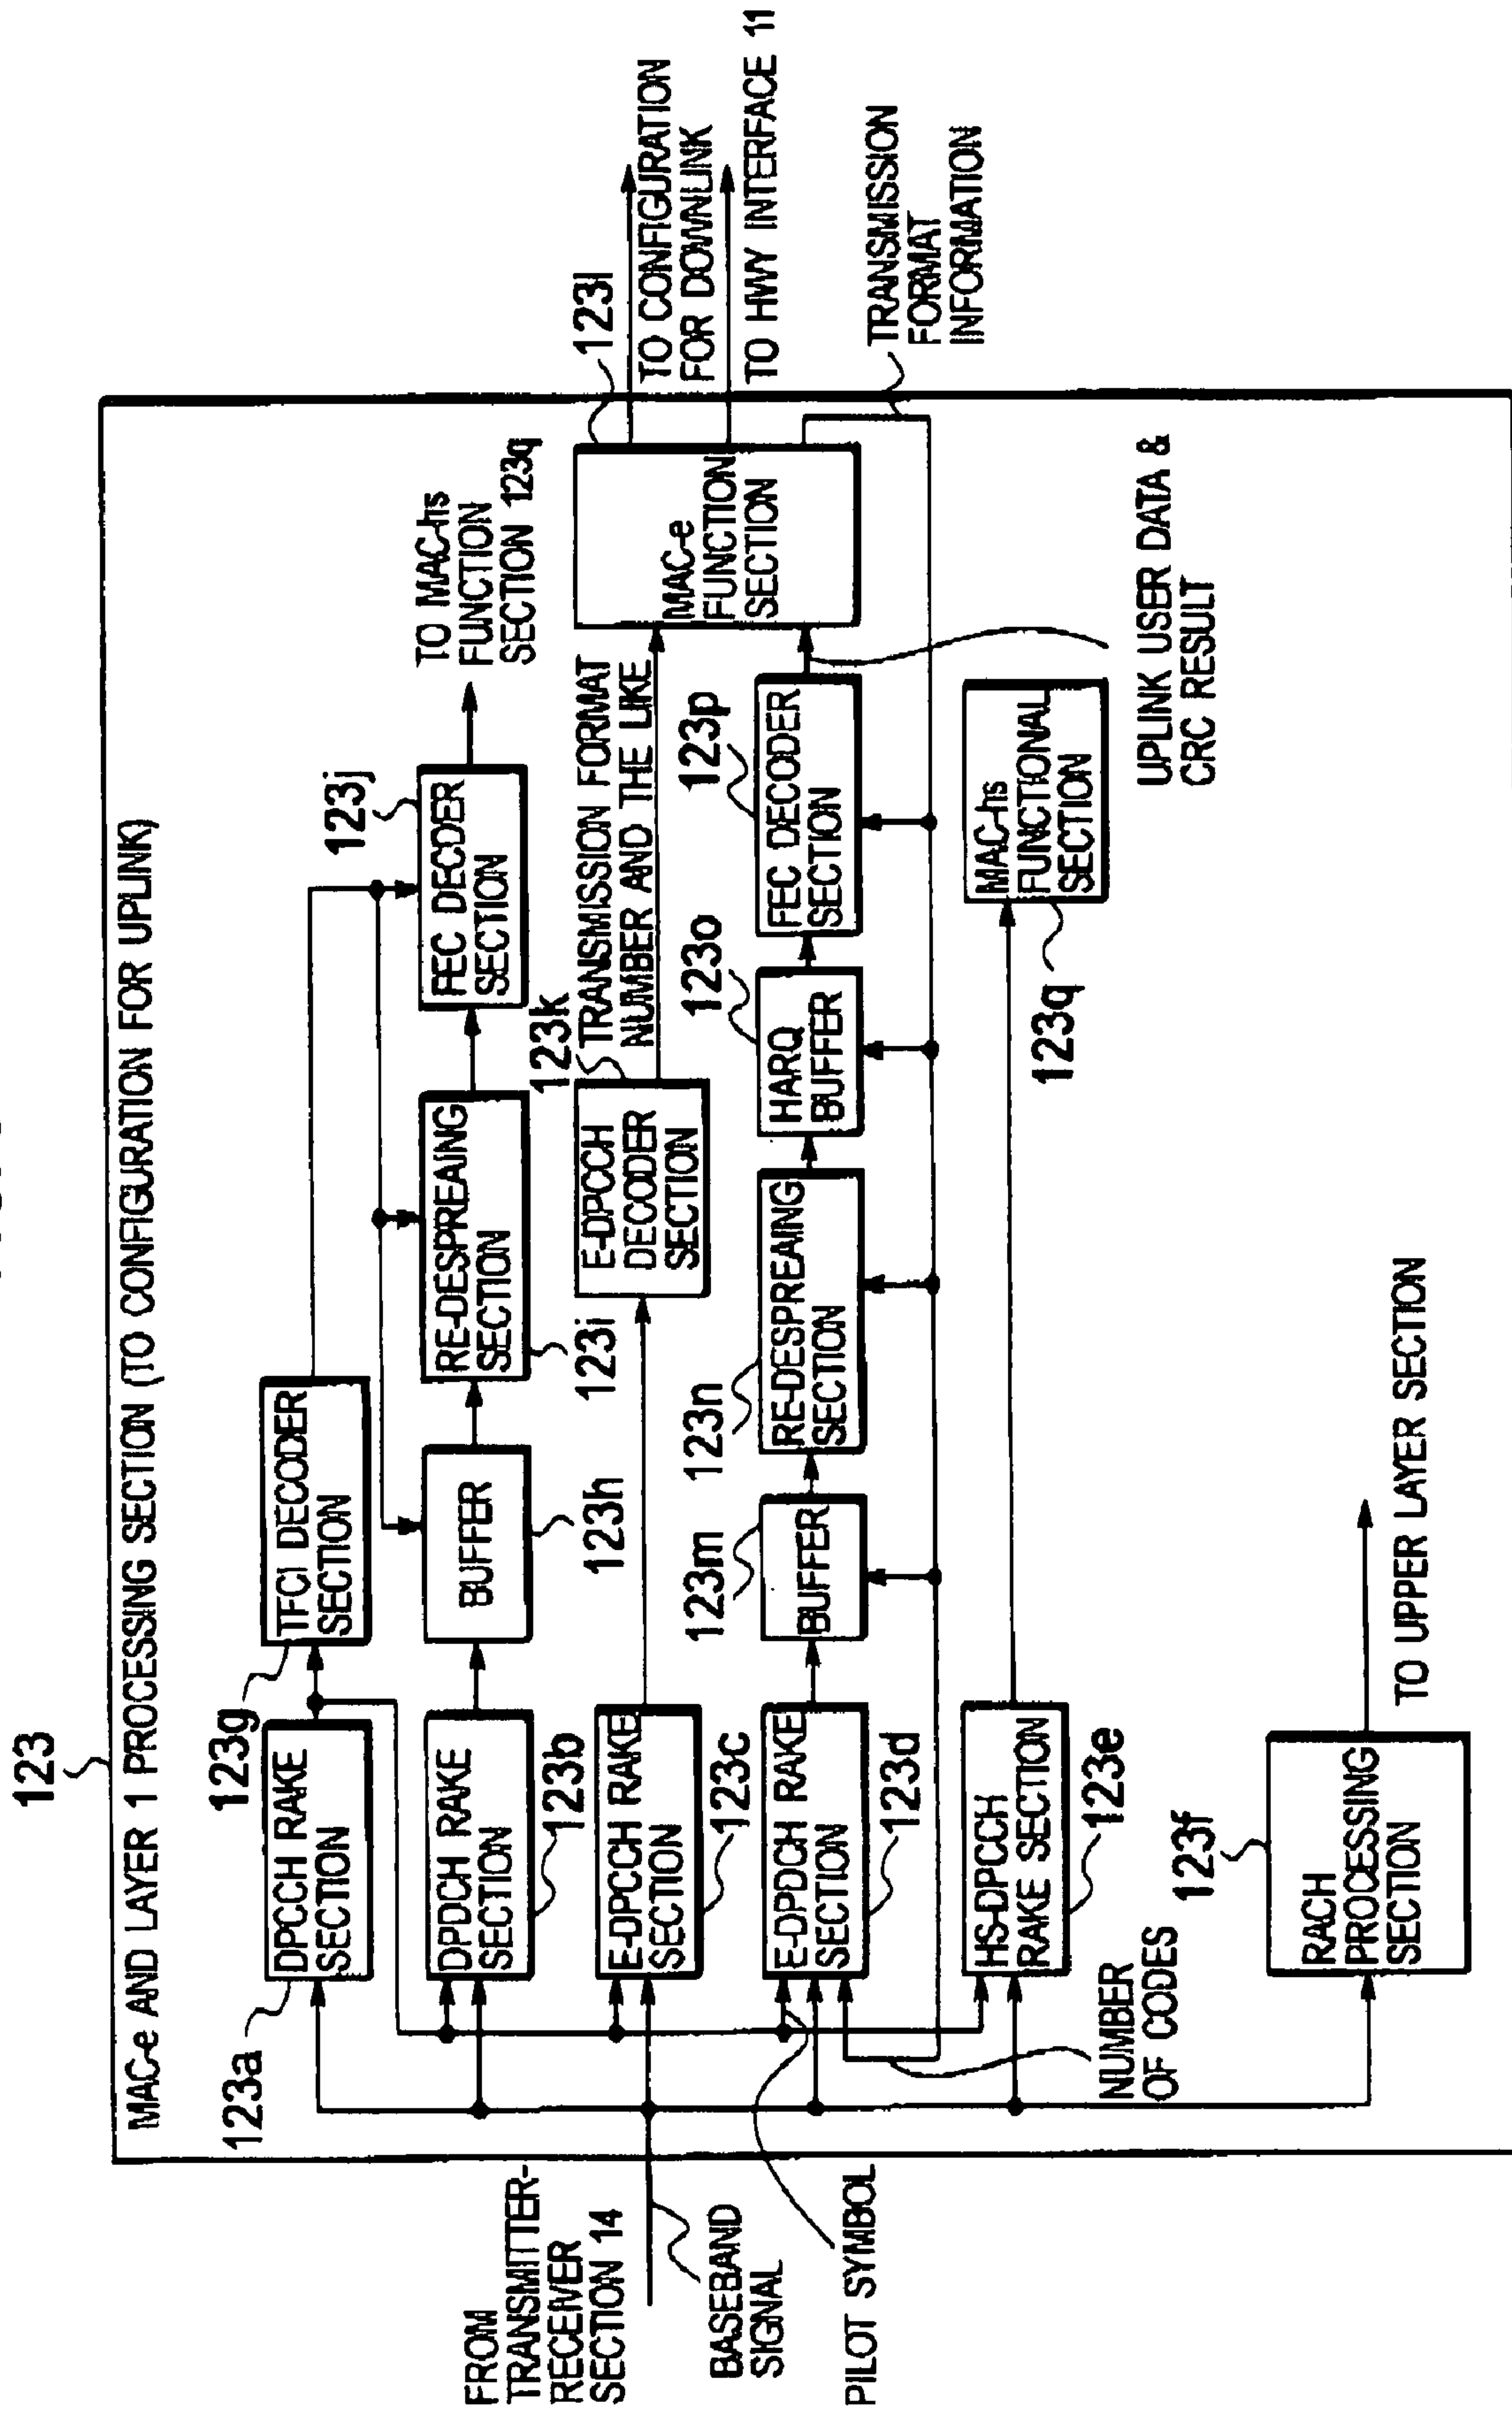 123
MAC-e AND LAYER 1 PROCESSING SECTION (TO CONFIGURATION FOR UPLINK)
FROM
TRANSMITTER-
RECEIVER
SECTION 14
BASEBAND
SIGNAL
PILOT SYMBOL
123a
DPCCH RAKE
SECTION
123g
TFCI DECODER
SECTION
DPDCH RAKE
SECTION
123b
BUFFER
123h
RE-DESPREAING
SECTION
123i
FEC DECDER
SECTION
123j
TO MAC-hs
FUNCTION
SECTION 123q
E-DPCCH RAKE
SECTION
123c
E-DPCCH
DECODER
SECTION
123k
TRANSMISSION FORMAT
NUMBER AND THE LIKE
MAC-e
FUNCTION
SECTION
123l
TO CONFIGURATION
FOR DOWNLINK
TO HWY INTERFACE 11
TRANSMISSION
FORMAT
INFORMATION
E-DPDCH RAKE
SECTION
123d
123m
BUFFER
123n
RE-DESPREAING
SECTION
123o
HARQ
BUFFER
123p
FEC DECODER
SECTION
UPLINK USER DATA &
CRC RESULT
HS-DPCCH
RAKE SECTION
123e
MAC-hs
FUNCTIONAL
SECTION
123q
NUMBER
OF CODES
123f
RACH
PROCESSING
SECTION
TO UPPER LAYER SECTION